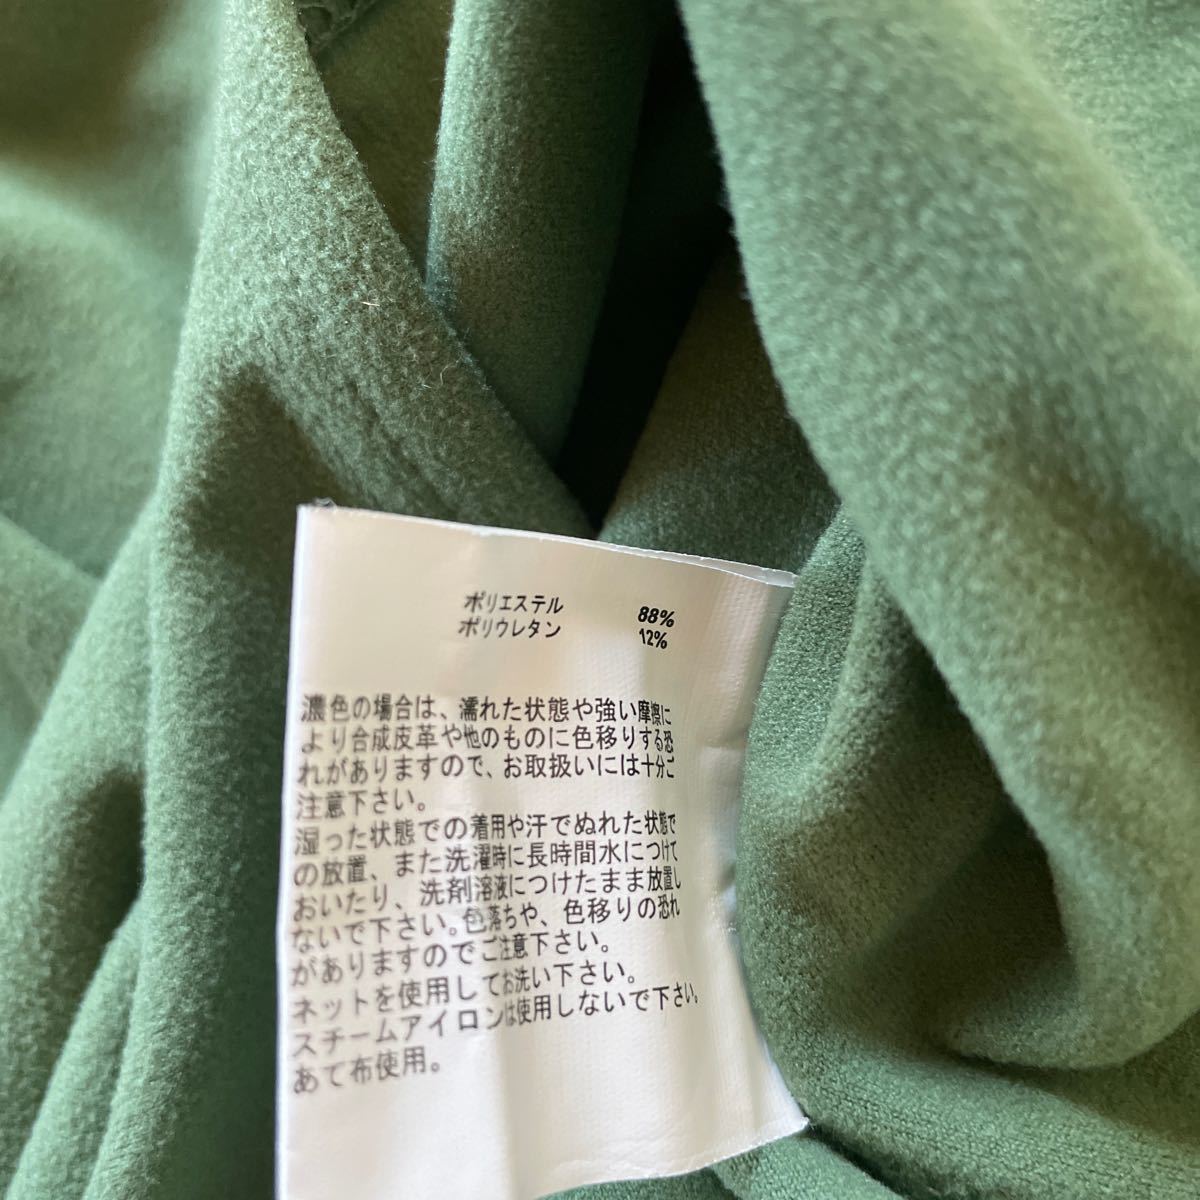 ポリエステル 88%
ポリウレタン 12%
濃色の場合は、濡れた状態や強い摩擦に
より合成皮革や他のものに色移りする恐
れがありますので、お取扱いには十分ご
注意下さい。
湿った状態での着用や汗でぬれた状態で
の放置、また洗濯時に長時間水につけて
おいたり、洗剤溶液につけたまま放置し
ないで下さい。色落ちや、色移りの恐れ
がありますのでご注意下さい。
ネットを使用してお洗い下さい。
スチームアイロンは使用しないで下さい。
あて布使用。